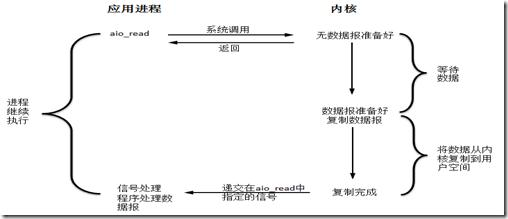 应用进程
内核
aio_read
系统调用
返回
无数据报准备好
等待
数据
进程
继续
执行
数据报准备好
复制数据报
将数据从内
核复制到用
户空间
信号处理
程序处理数
据报
递交在aio_read中
指定的信号
复制完成